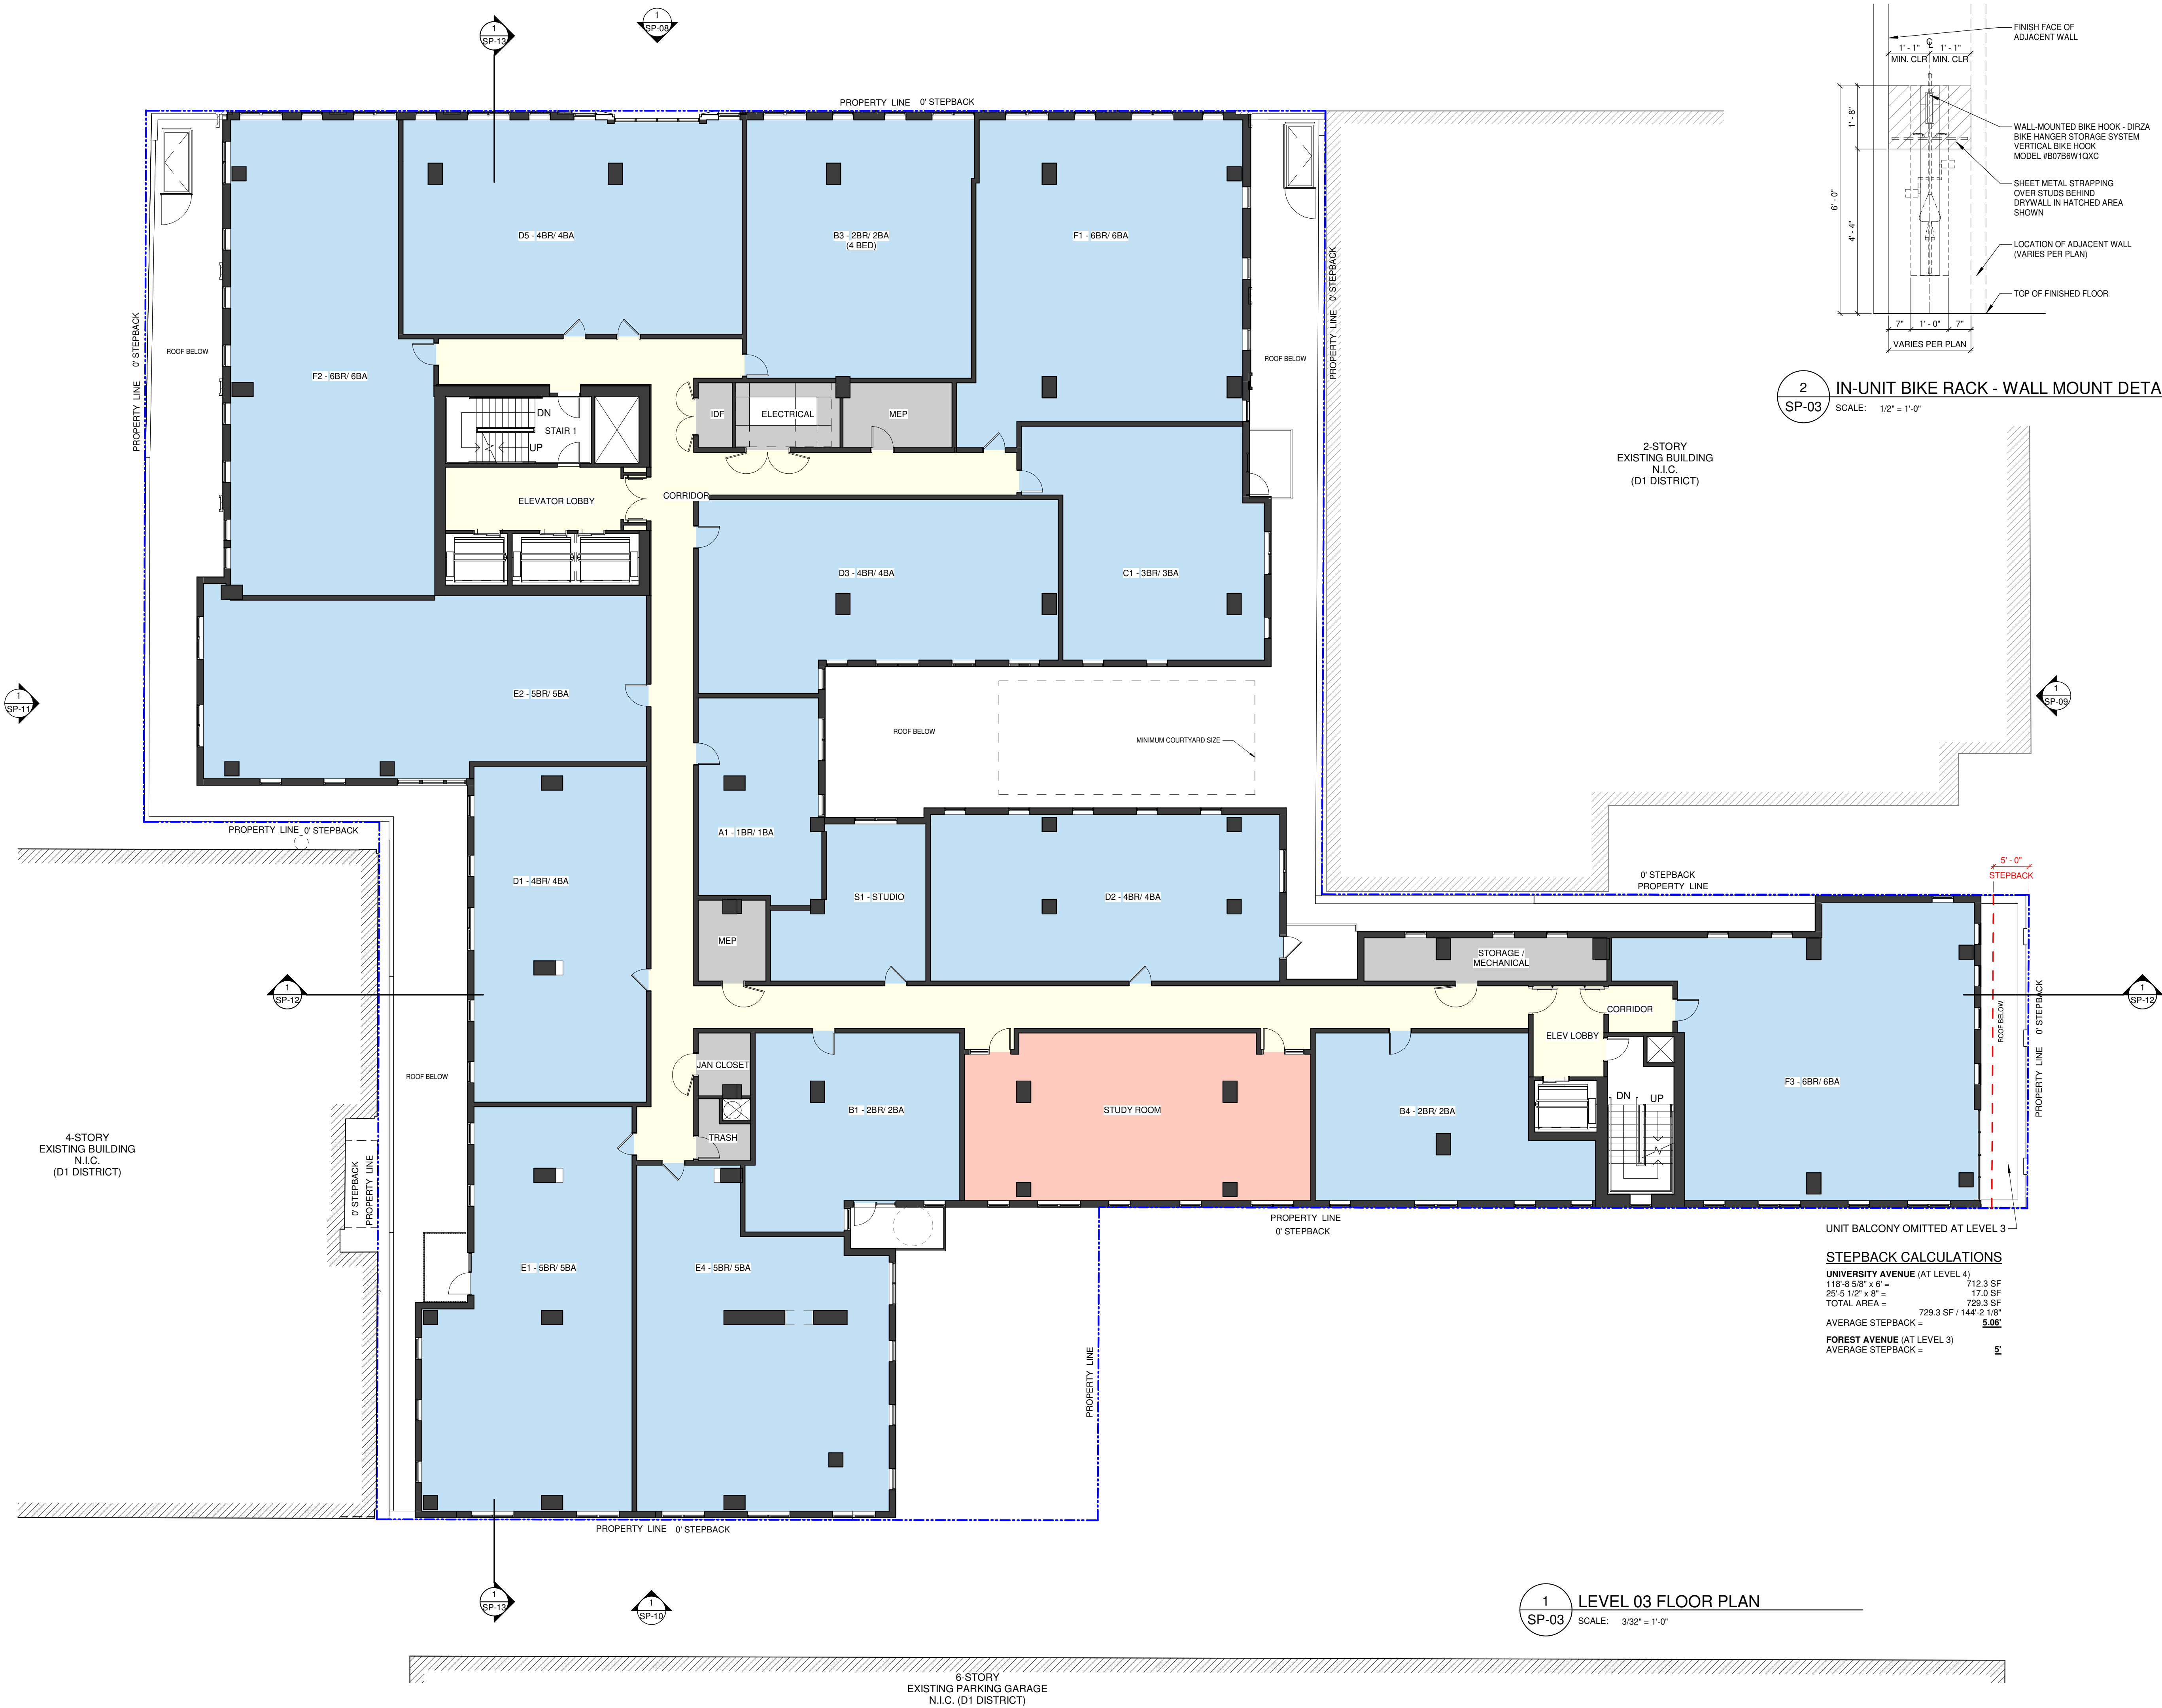 1
SP-13
1
SP-08
FINISH FACE OF
ADJACENT WALL
1' - 1"
1' - 1"
MIN. CLR
MIN. CLR
WALL-MOUNTED BIKE HOOK - DIRZA
BIKE HANGER STORAGE SYSTEM
VERTICAL BIKE HOOK
MODEL #B07B6W1QXC
SHEET METAL STRAPPING
OVER STUDS BEHIND
DRYWALL IN HATCHED AREA
SHOWN
LOCATION OF ADJACENT WALL
(VARIES PER PLAN)
TOP OF FINISHED FLOOR
1' - 8"
6' - 0"
4' - 4"
7"
1' - 0"
7"
VARIES PER PLAN
2
SP-03
IN-UNIT BIKE RACK - WALL MOUNT DETA
SCALE: 1/2" = 1'-0"
PROPERTY LINE 0' STEPBACK
PROPERTY LINE 0' STEPBACK
PROPERTY LINE 0' STEPBACK
PROPERTY LINE 0' STEPBACK
PROPERTY LINE 0' STEPBACK
D5 - 4BR/ 4BA
B3 - 2BR/ 2BA
(4 BED)
F1 - 6BR/ 6BA
ROOF BELOW
ROOF BELOW
F2 - 6BR/ 6BA
IDF
ELECTRICAL
MEP
DN
STAIR 1
UP
ELEVATOR LOBBY
CORRIDOR
2-STORY
EXISTING BUILDING
N.I.C.
(D1 DISTRICT)
D3 - 4BR/ 4BA
C1 - 3BR/ 3BA
E2 - 5BR/ 5BA
1
SP-11
1
SP-09
ROOF BELOW
MINIMUM COURTYARD SIZE
PROPERTY LINE 0' STEPBACK
A1 - 1BR/ 1BA
D1 - 4BR/ 4BA
S1 - STUDIO
D2 - 4BR/ 4BA
0' STEPBACK
PROPERTY LINE
5' - 0"
STEPBACK
MEP
STORAGE /
MECHANICAL
1
SP-12
1
SP-12
CORRIDOR
ELEV LOBBY
ROOF BELOW
PROPERTY LINE 0' STEPBACK
JAN CLOSET
ROOF BELOW
B1 - 2BR/ 2BA
STUDY ROOM
B4 - 2BR/ 2BA
DN
UP
F3 - 6BR/ 6BA
TRASH
4-STORY
EXISTING BUILDING
N.I.C.
(D1 DISTRICT)
0' STEPBACK
PROPERTY LINE
PROPERTY LINE
0' STEPBACK
UNIT BALCONY OMITTED AT LEVEL 3
E1 - 5BR/ 5BA
E4 - 5BR/ 5BA
PROPERTY LINE
STEPBACK CALCULATIONS
UNIVERSITY AVENUE (AT LEVEL 4)
118'-8 5/8" x 6' = 712.3 SF
25'-5 1/2" x 8" = 17.0 SF
TOTAL AREA = 729.3 SF
729.3 SF / 144'-2 1/8"
AVERAGE STEPBACK = 5.06'
FOREST AVENUE (AT LEVEL 3)
AVERAGE STEPBACK = 5'
PROPERTY LINE 0' STEPBACK
1
SP-13
1
SP-10
1
SP-03
LEVEL 03 FLOOR PLAN
SCALE: 3/32" = 1'-0"
6-STORY
EXISTING PARKING GARAGE
N.I.C. (D1 DISTRICT)